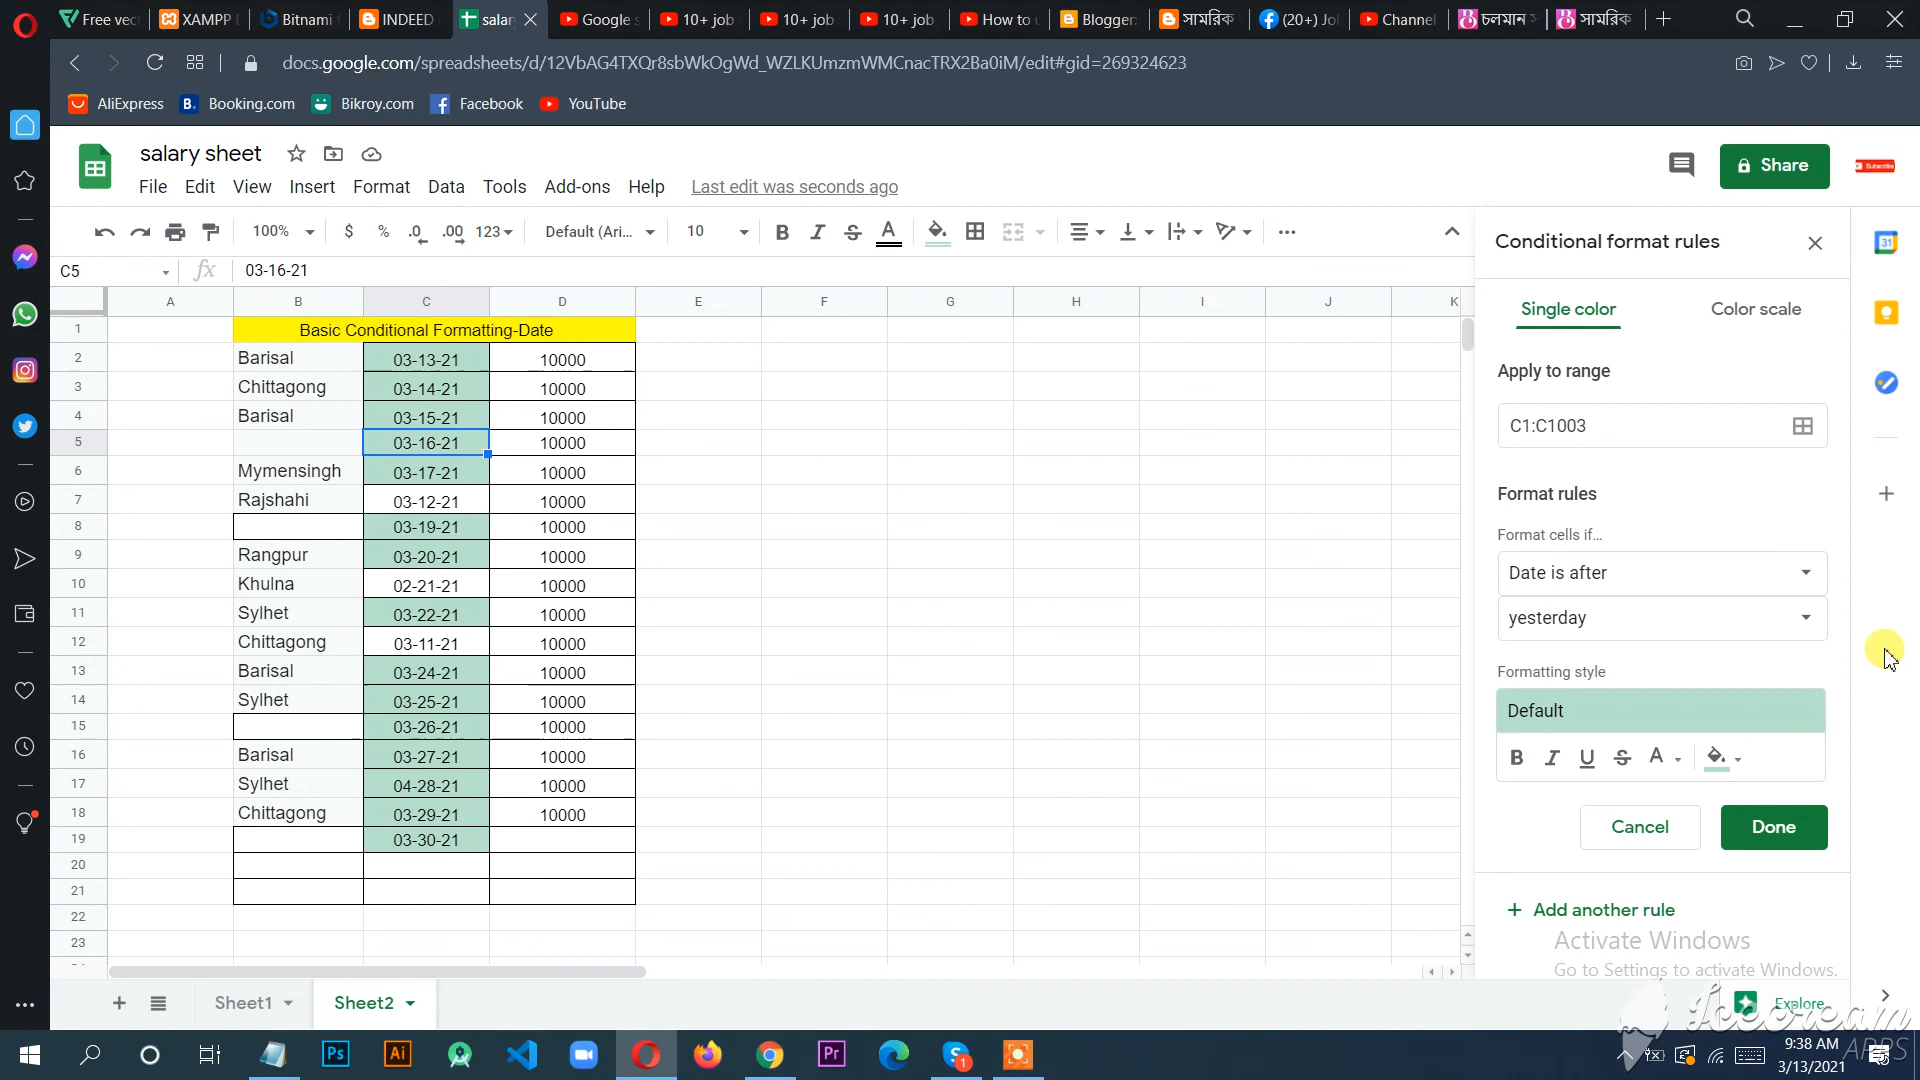 Free vec
XAMPP
Bitnami
INDEED
salar
Google s
10+ job
10+ job
10+ job
How to
Blogger:
সামরিক
(20+) Jo
Channel
চলমান
সামরিক
docs.google.com/spreadsheets/d/12VbAG4TXQr8sbWkOgWd_WZLKUmzmWMCnacTRX2Ba0iM/edit#gid=269324623
AliExpress
Booking.com
Bikroy.com
Facebook
YouTube
salary sheet
File Edit View Insert Format Data Tools Add-ons Help Last edit was seconds ago
Share
Subscribe
100% $ % .0 .00 123 Default (Ari... 10 B I S A
C5 fx 03-16-21
A B C D E F G H I J K
1 Basic Conditional Formatting-Date
2 Barisal 03-13-21 10000
3 Chittagong 03-14-21 10000
4 Barisal 03-15-21 10000
5 03-16-21 10000
6 Mymensingh 03-17-21 10000
7 Rajshahi 03-12-21 10000
8 03-19-21 10000
9 Rangpur 03-20-21 10000
10 Khulna 02-21-21 10000
11 Sylhet 03-22-21 10000
12 Chittagong 03-11-21 10000
13 Barisal 03-24-21 10000
14 Sylhet 03-25-21 10000
15 03-26-21 10000
16 Barisal 03-27-21 10000
17 Sylhet 04-28-21 10000
18 Chittagong 03-29-21 10000
19 03-30-21
20
21
22
23
Sheet1 Sheet2
Conditional format rules
Single color Color scale
Apply to range
C1:C1003
Format rules
Format cells if...
Date is after
yesterday
Formatting style
Default
B I U S A
Cancel Done
+ Add another rule
Activate Windows
Go to Settings to activate Windows.
Explore
Icecream
APPS
31
Ps
Ai
Pr
1
9:38 AM
3/13/2021